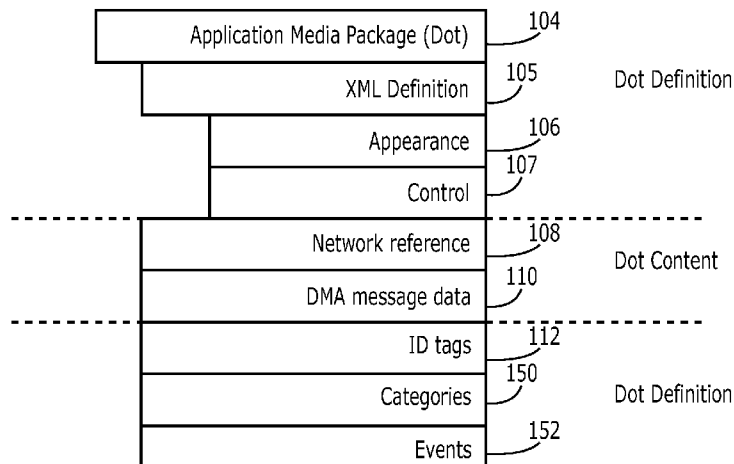 Application Media Package (Dot) 104
XML Definition 105
Dot Definition
Appearance 106
Control 107
Network reference 108
Dot Content
DMA message data 110
ID tags 112
Categories 150
Dot Definition
Events 152